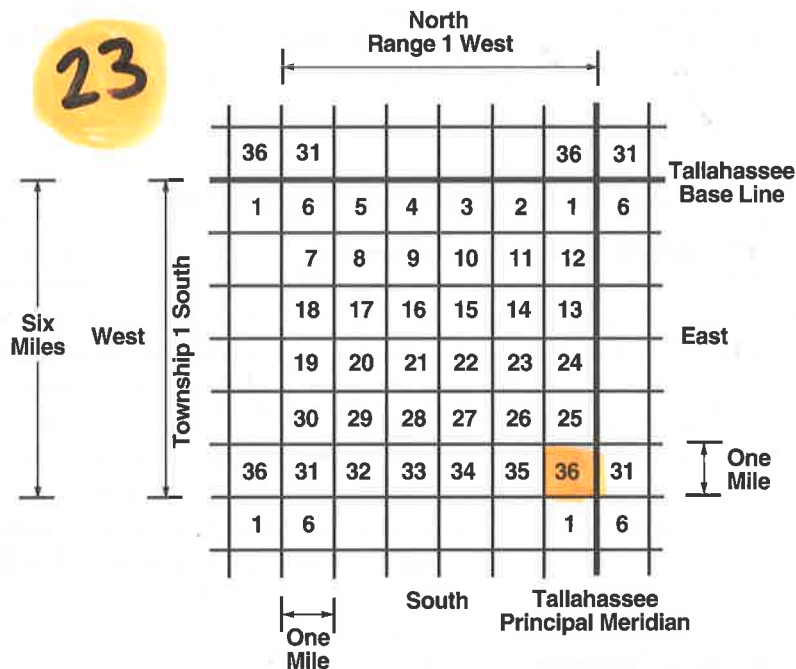 23
North
Range 1 West
36 31 36 31
Tallahassee
Base Line
1 6 5 4 3 2 1 6
7 8 9 10 11 12
18 17 16 15 14 13
Six
Miles
West
Township 1 South
East
19 20 21 22 23 24
30 29 28 27 26 25
36 31 32 33 34 35 36 31
One
Mile
1 6 1 6
South
Tallahassee
Principal Meridian
One
Mile